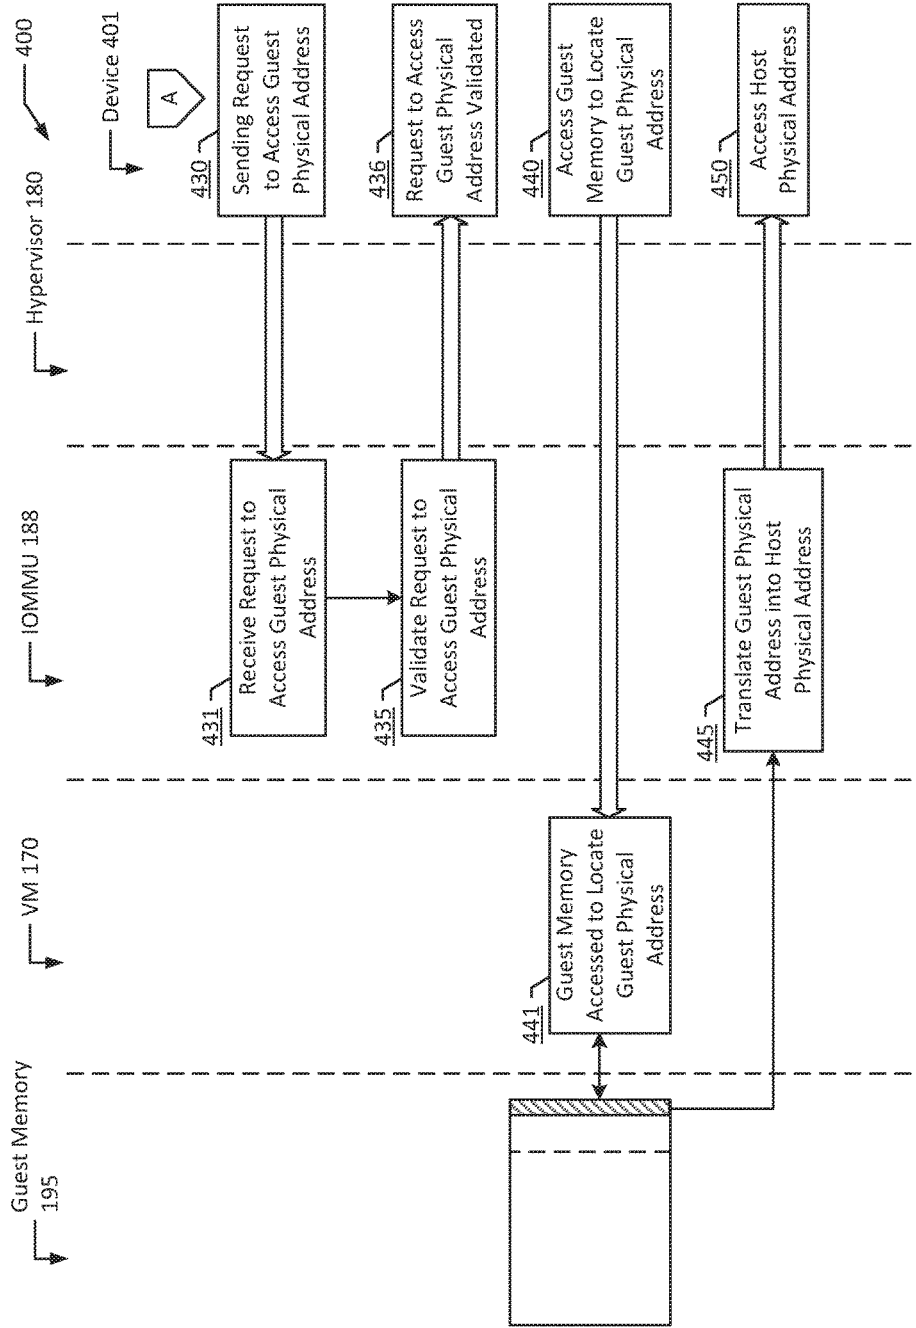 Guest Memory
195
VM 170
IOMMU 188
Hypervisor 180
400
Device 401
A
430
Sending Request
to Access Guest
Physical Address
431
Receive Request to
Access Guest Physical
Address
435
Validate Request to
Access Guest Physical
Address
436
Request to Access
Guest Physical
Address Validated
440
Access Guest
Memory to Locate
Guest Physical
Address
441
Guest Memory
Accessed to Locate
Guest Physical
Address
445
Translate Guest Physical
Address into Host
Physical Address
450
Access Host
Physical Address